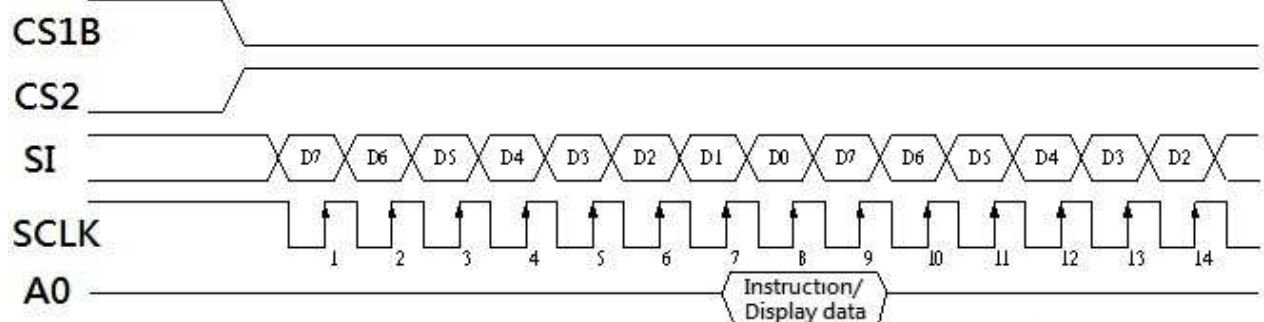 CS1B
CS2
SI D7 D6 D5 D4 D3 D2 D1 D0 D7 D6 D5 D4 D3 D2
SCLK
1 2 3 4 5 6 7 8 9 10 11 12 13 14
A0
Instruction/
Display data